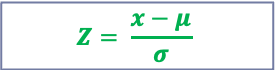 Z = (x − μ) / σ